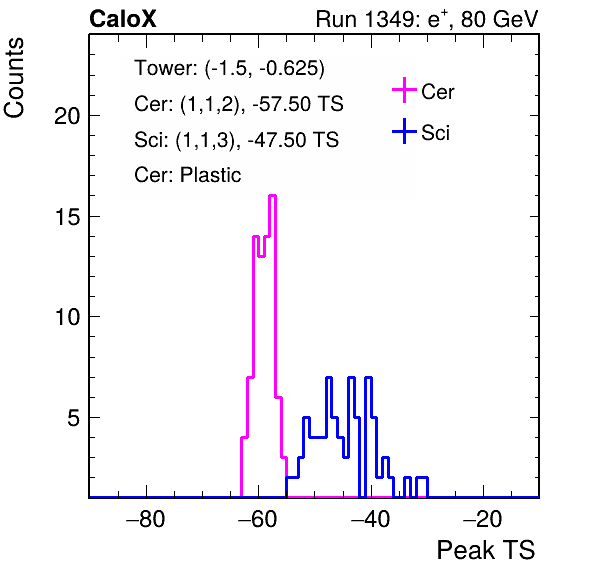 CaloX Run 1349: e⁺, 80 GeV
Counts
Tower: (-1.5, -0.625)
Cer: (1,1,2), -57.50 TS
Sci: (1,1,3), -47.50 TS
Cer: Plastic
Cer
Sci
20
15
10
5
−80 −60 −40 −20
Peak TS